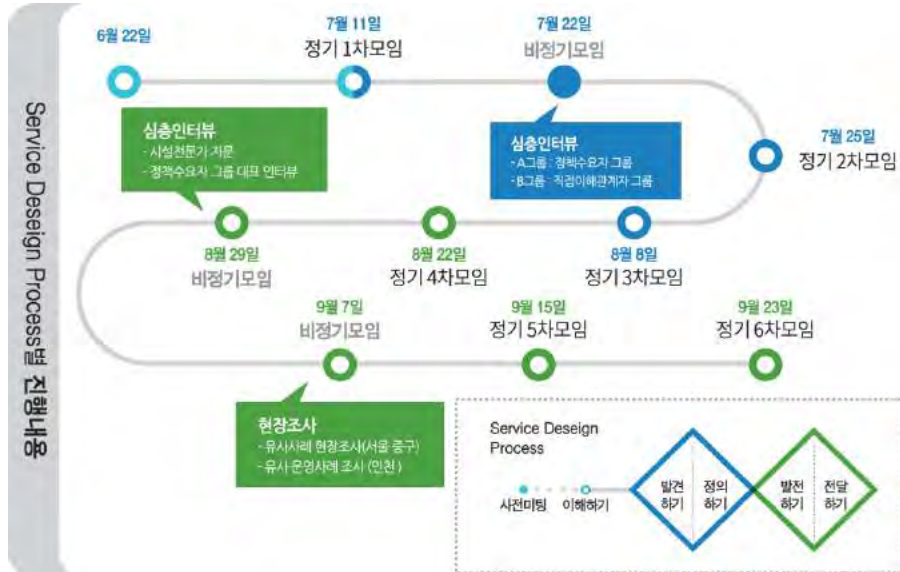 Service Deseign Process별 진행내용
6월 22일
7월 11일
정기 1차모임
7월 22일
비정기모임
7월 25일
정기 2차모임
심층인터뷰
- A그룹 : 정책수요자 그룹
- B그룹 : 직접이해관계자 그룹
8월 8일
정기 3차모임
8월 22일
정기 4차모임
심층인터뷰
- 시설전문가 자문
- 정책수요자 그룹 대표 인터뷰
8월 29일
비정기모임
9월 7일
비정기모임
현장조사
- 유사사례 현장조사(서울 중구)
- 유사 운영사례 조사 (인천 )
9월 15일
정기 5차모임
9월 23일
정기 6차모임
Service Deseign
Process
사전미팅
이해하기
발견
하기
정의
하기
발전
하기
전달
하기